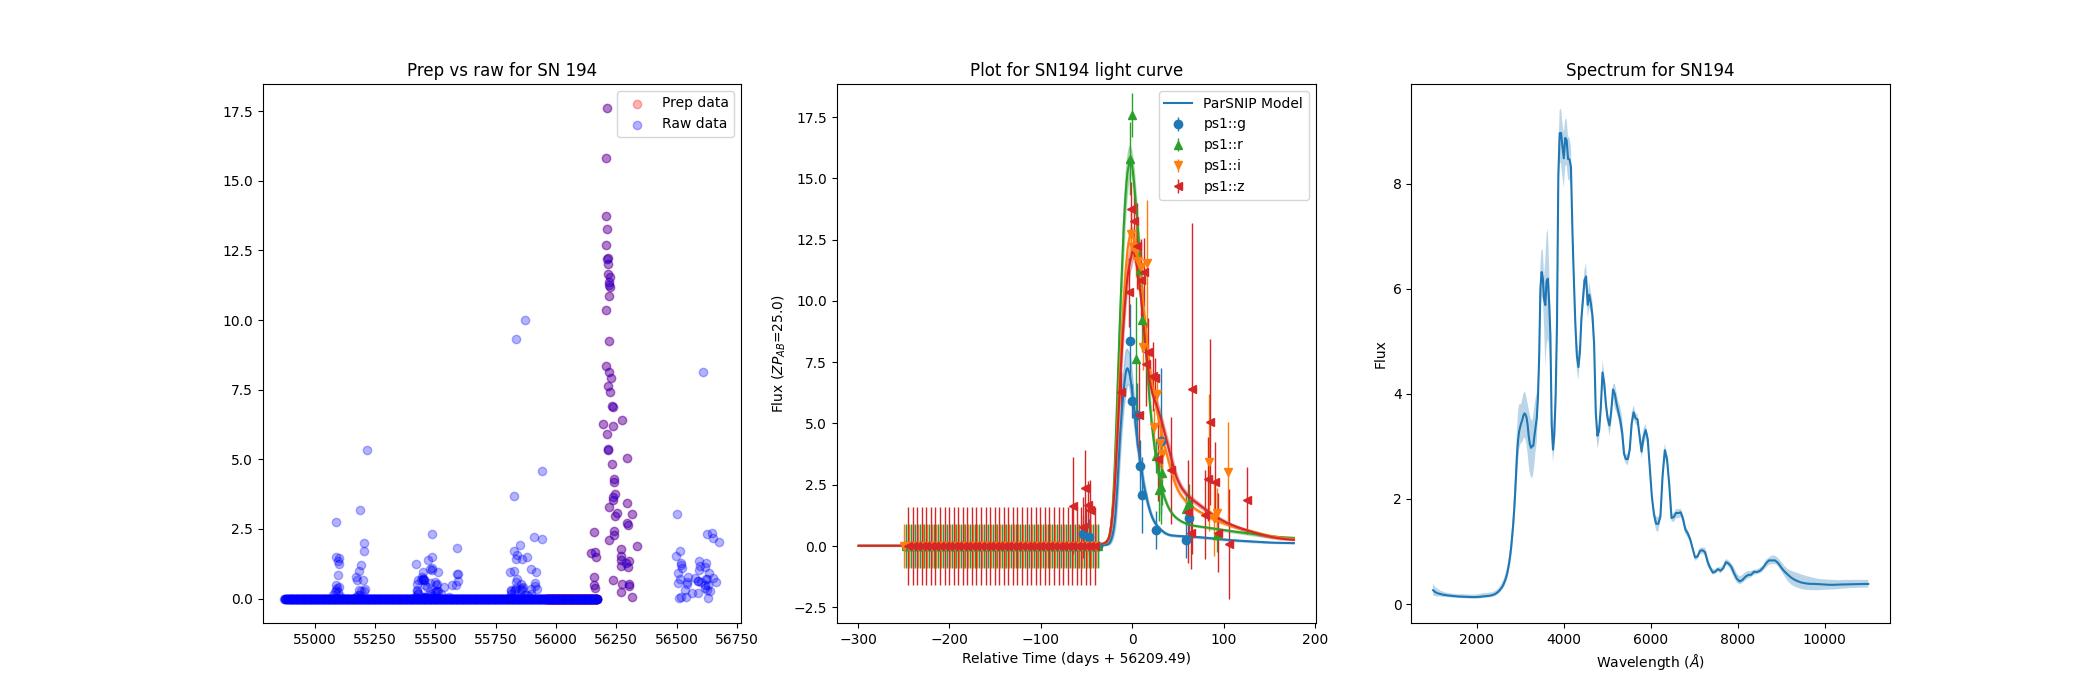 Prep vs raw for SN 194
17.5
15.0
12.5
10.0
7.5
5.0
2.5
0.0
55000 55250 55500 55750 56000 56250 56500 56750
Prep data
Raw data
Plot for SN194 light curve
Flux (ZP_AB=25.0)
17.5
15.0
12.5
10.0
7.5
5.0
2.5
0.0
−2.5
−300 −200 −100 0 100 200
Relative Time (days + 56209.49)
ParSNIP Model
ps1::g
ps1::r
ps1::i
ps1::z
Spectrum for SN194
Flux
8
6
4
2
0
2000 4000 6000 8000 10000
Wavelength (Å)